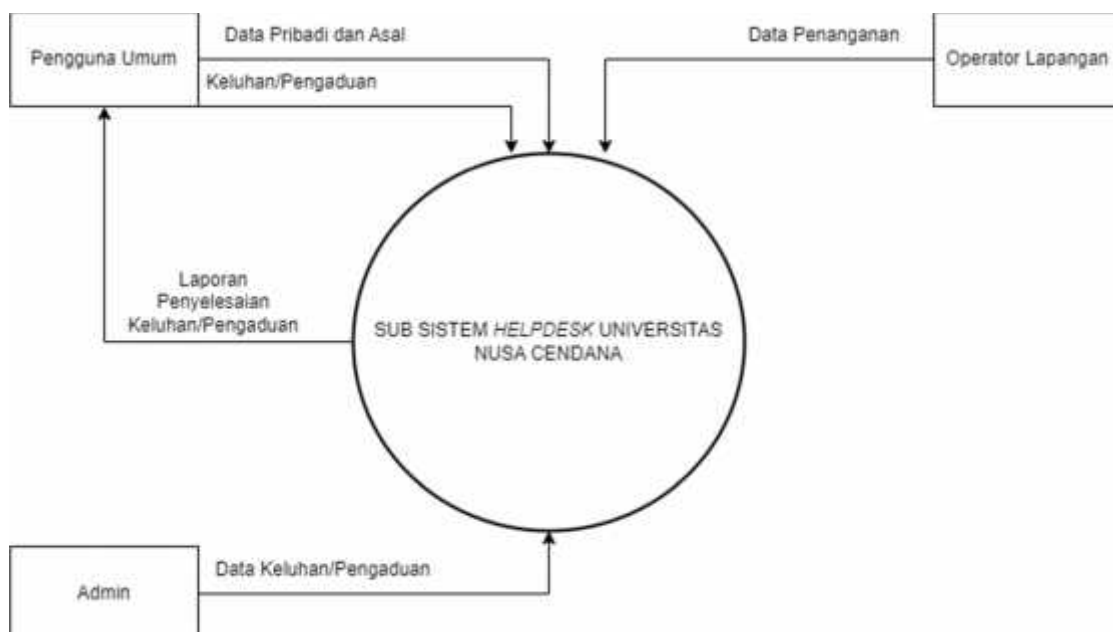 Pengguna Umum
Data Pribadi dan Asal
Keluhan/Pengaduan
Data Penanganan
Operator Lapangan
Laporan
Penyelesaian
Keluhan/Pengaduan
SUB SISTEM HELPDESK UNIVERSITAS
NUSA CENDANA
Admin
Data Keluhan/Pengaduan